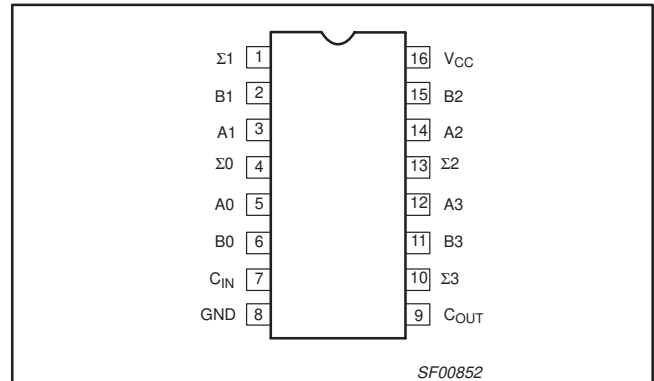 Σ1 1 16 VCC
B1 2 15 B2
A1 3 14 A2
Σ0 4 13 Σ2
A0 5 12 A3
B0 6 11 B3
CIN 7 10 Σ3
GND 8 9 COUT
SF00852